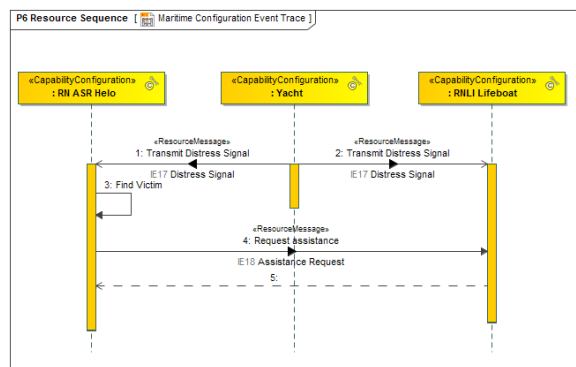 P6 Resource Sequence [ Maritime Configuration Event Trace ]
«CapabilityConfiguration»
: RN ASR Helo
«CapabilityConfiguration»
: Yacht
«CapabilityConfiguration»
: RNLI Lifeboat
«ResourceMessage»
1: Transmit Distress Signal
IE17 Distress Signal
«ResourceMessage»
2: Transmit Distress Signal
IE17 Distress Signal
3: Find Victim
«ResourceMessage»
4: Request assistance
IE18 Assistance Request
5: